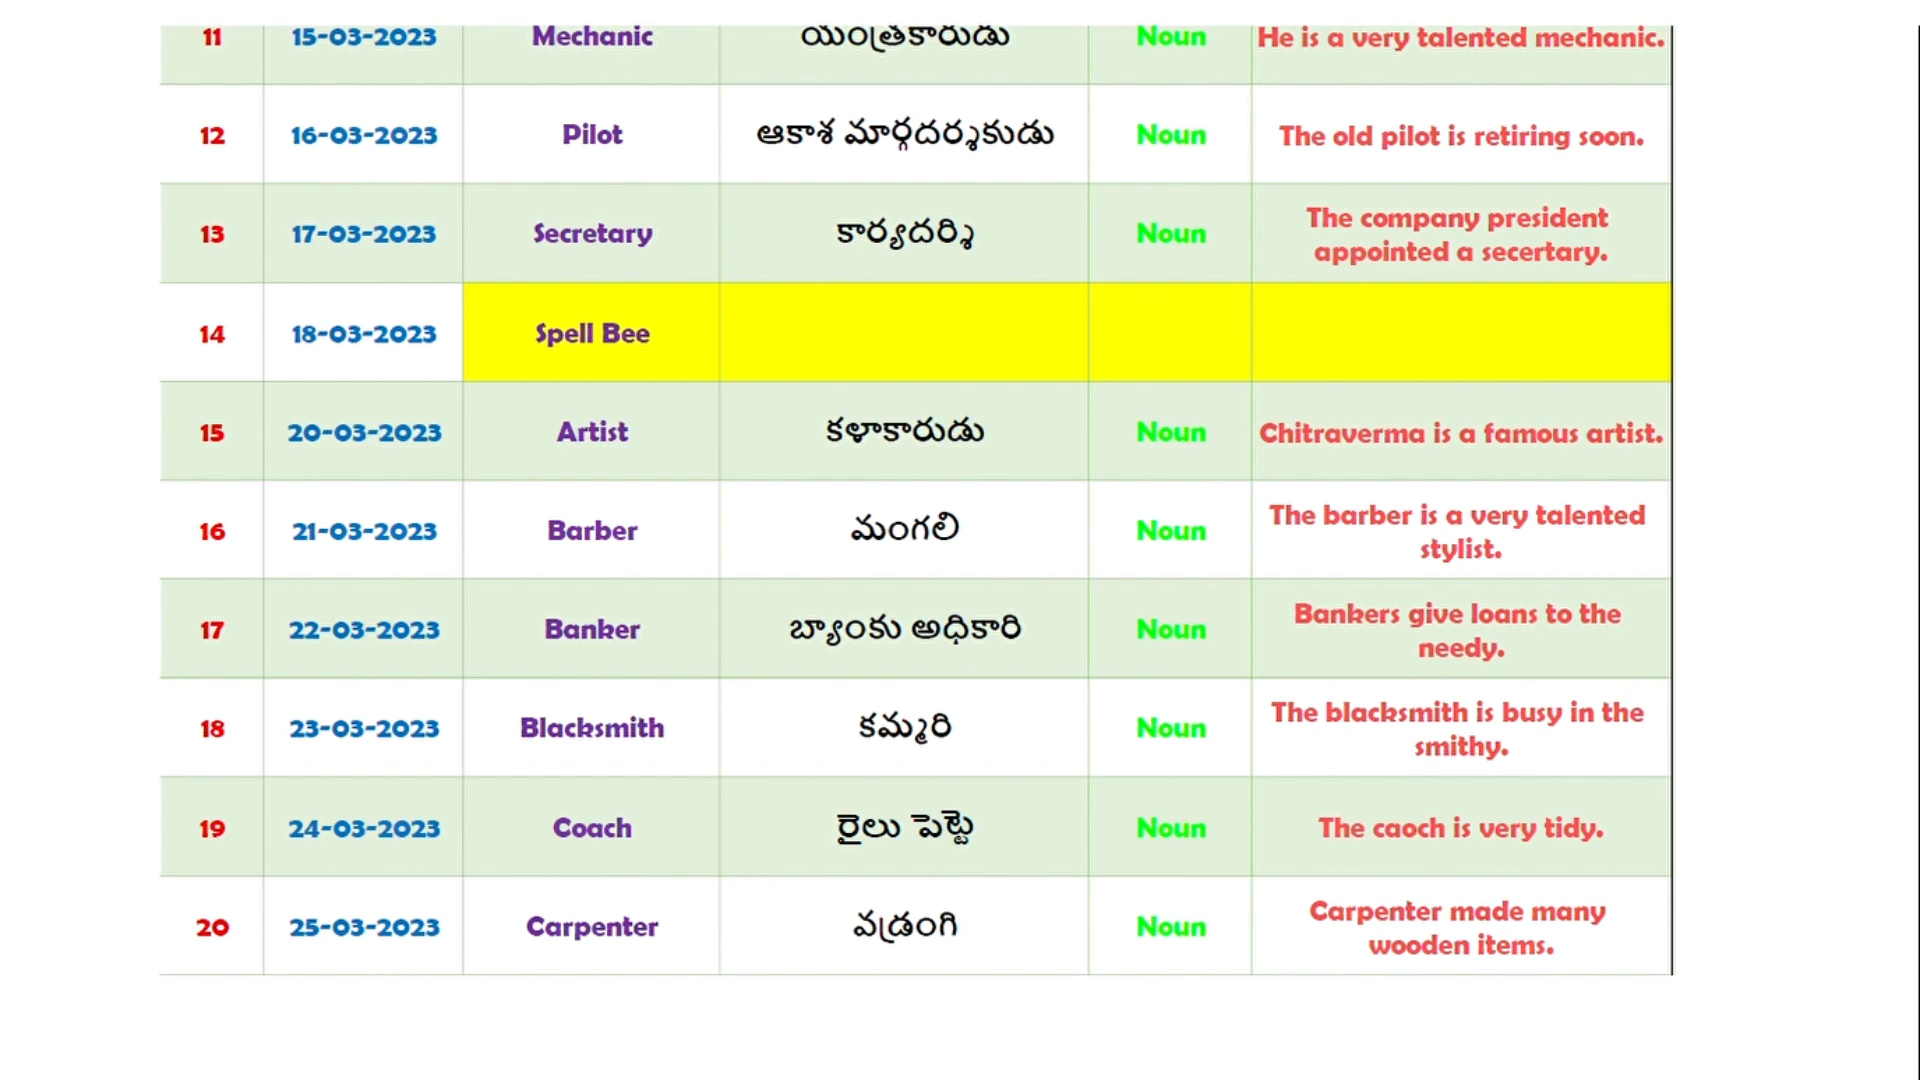 11 15-03-2023 Mechanic యంత్రకారుడు Noun He is a very talented mechanic.
12 16-03-2023 Pilot ఆకాశ మార్గదర్శకుడు Noun The old pilot is retiring soon.
13 17-03-2023 Secretary కార్యదర్శి Noun The company president
appointed a secertary.
14 18-03-2023 Spell Bee
15 20-03-2023 Artist కళాకారుడు Noun Chitraverma is a famous artist.
16 21-03-2023 Barber మంగలి Noun The barber is a very talented
stylist.
17 22-03-2023 Banker బ్యాంకు అధికారి Noun Bankers give loans to the
needy.
18 23-03-2023 Blacksmith కమ్మరి Noun The blacksmith is busy in the
smithy.
19 24-03-2023 Coach రైలు పెట్టె Noun The caoch is very tidy.
20 25-03-2023 Carpenter వడ్రంగి Noun Carpenter made many
wooden items.